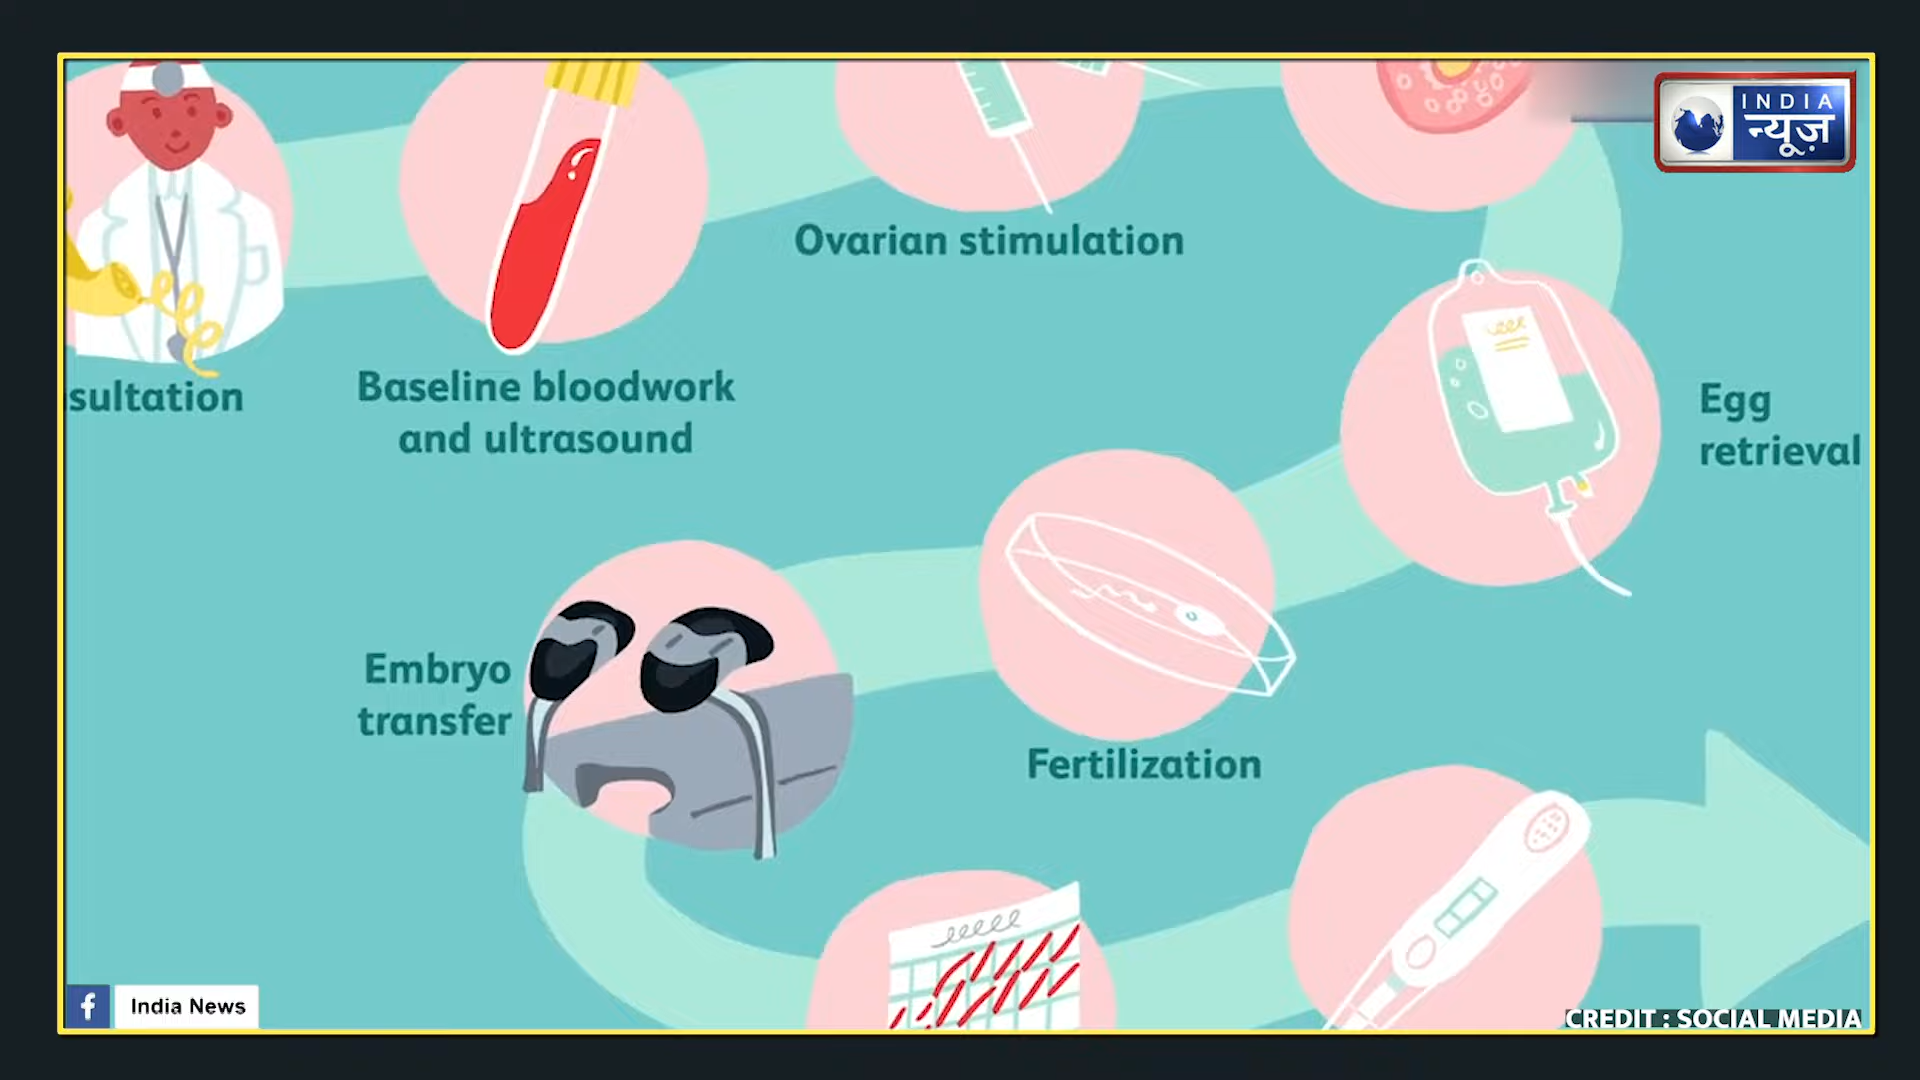 INDIA
न्यूज़
Ovarian stimulation
sultation
Baseline bloodwork
and ultrasound
Egg
retrieval
Embryo
transfer
Fertilization
India News
CREDIT : SOCIAL MEDIA